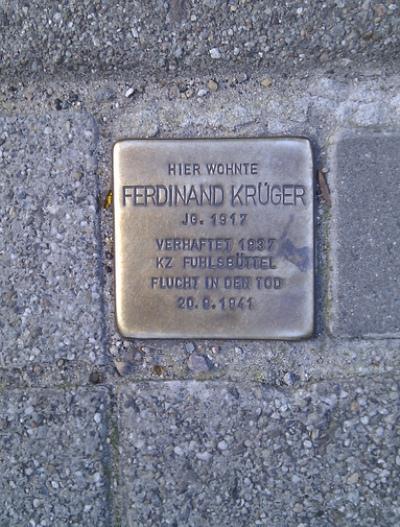 HIER WOHNTE
FERDINAND KRÜGER
JG. 1917
VERHAFTET 1937
KZ FUHLSBÜTTEL
FLUCHT IN DEN TOD
20.9.1941